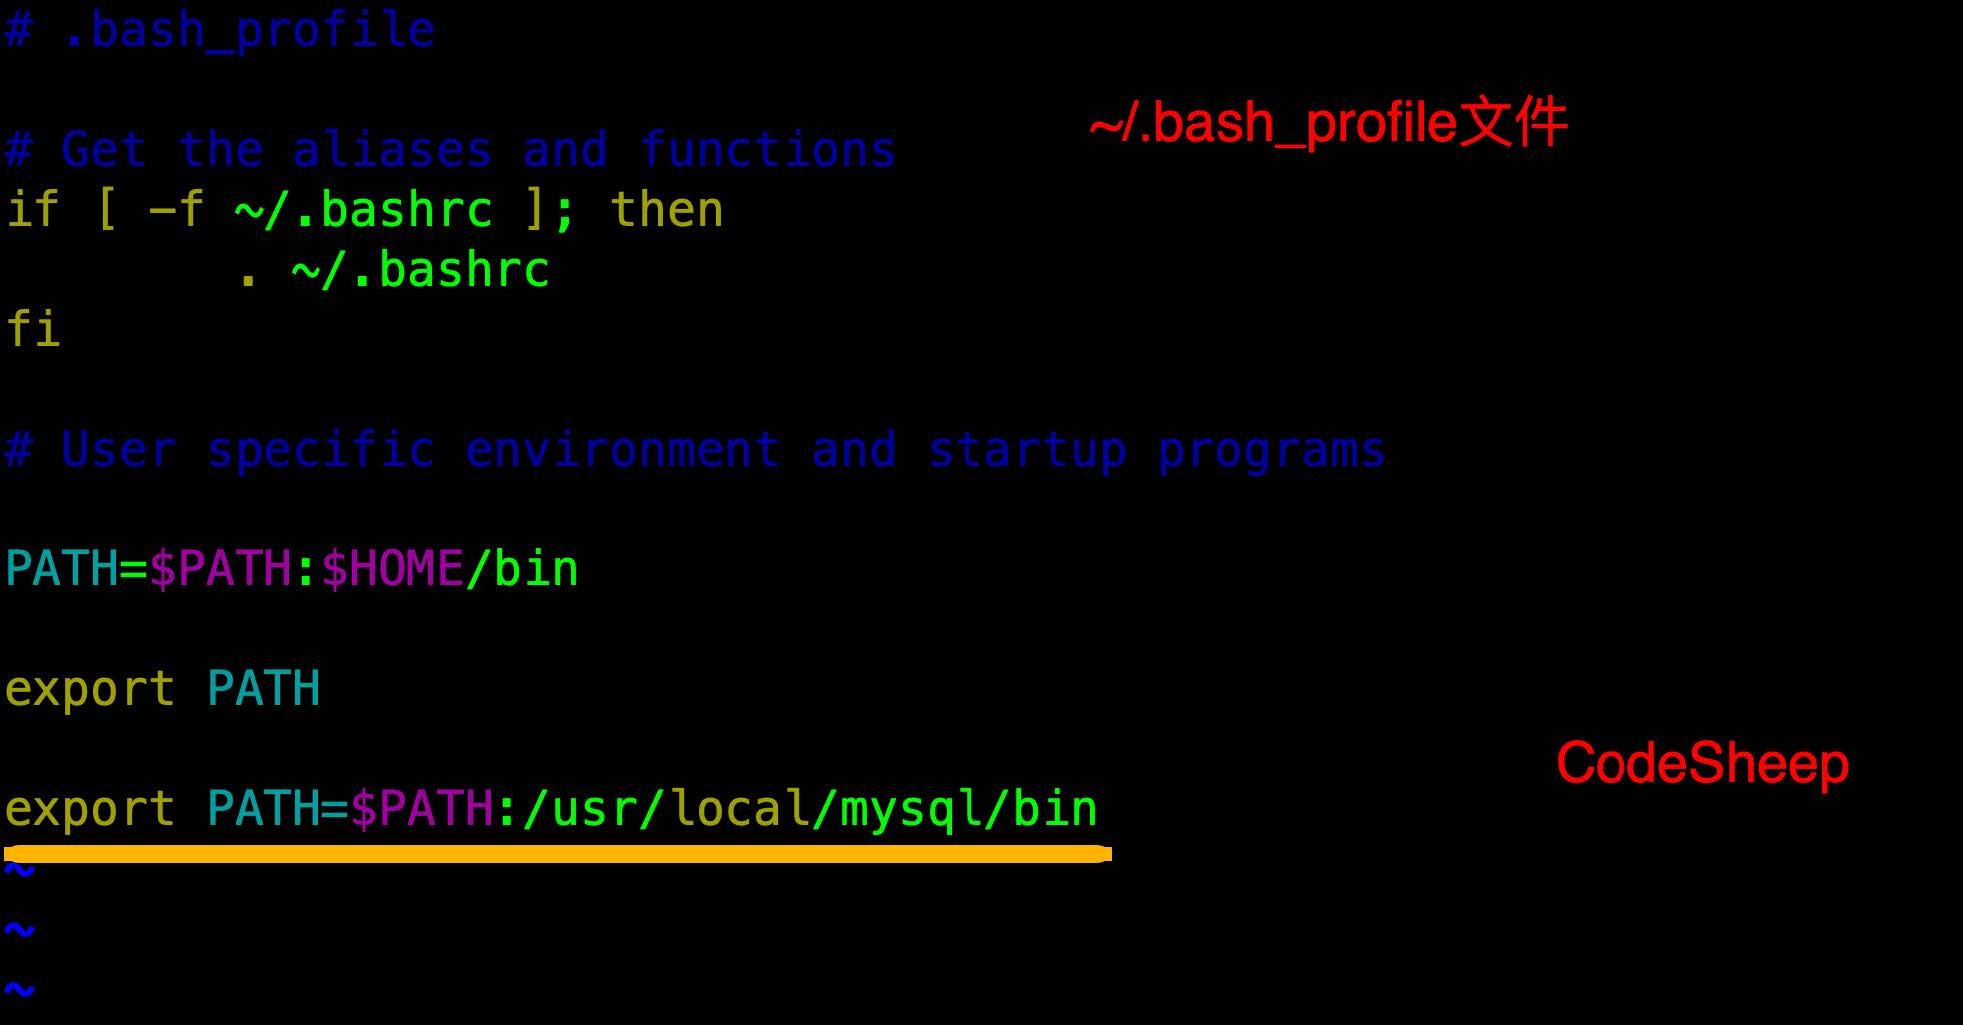 # .bash_profile
~/.bash_profile文件
# Get the aliases and functions
if [ -f ~/.bashrc ]; then
        . ~/.bashrc
fi
# User specific environment and startup programs
PATH=$PATH:$HOME/bin
export PATH
CodeSheep
export PATH=$PATH:/usr/local/mysql/bin
~
~
~